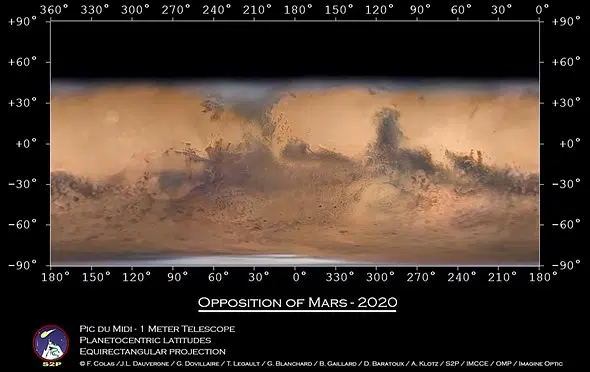 360° 330° 300° 270° 240° 210° 180° 150° 120° 90° 60° 30° 0°
+90° +90°
+60° +60°
+30° +30°
+0° +0°
−30° −30°
−60° −60°
−90° −90°
180° 150° 120° 90° 60° 30° 0° 330° 300° 270° 240° 210° 180°
Opposition of Mars - 2020
Pic du Midi - 1 Meter Telescope
Planetocentric latitudes
Equirectangular projection
S2P
© F. Colas / J.L. Dauvergne / G. Dovillaire / T. Legault / G. Blanchard / B. Gaillard / D. Baratoux / A. Klotz / S2P / IMCCE / OMP / Imagine Optic